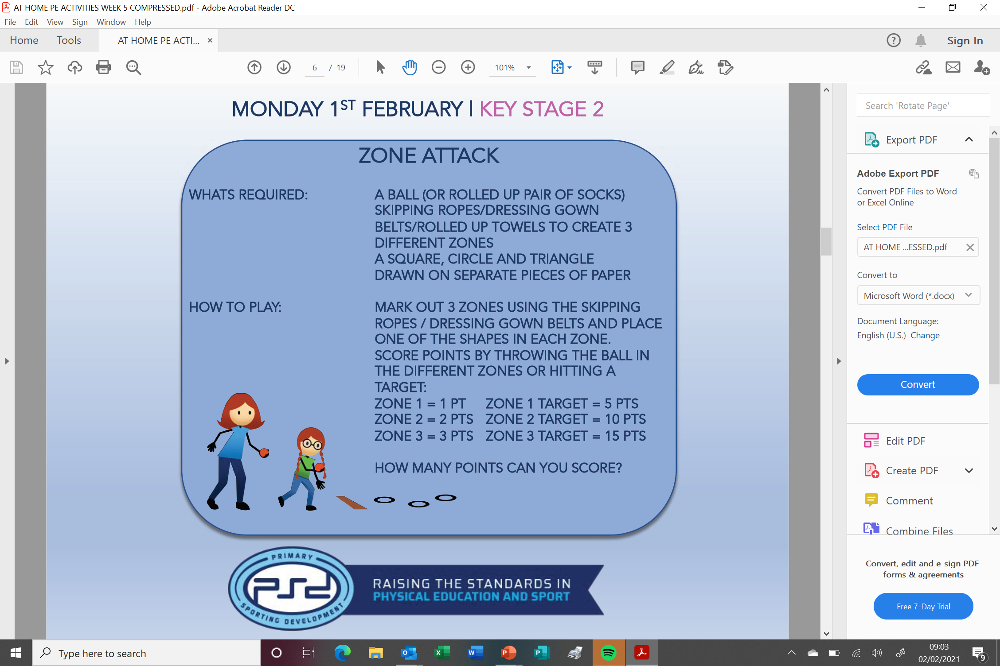 AT HOME PE ACTIVITIES WEEK 5 COMPRESSED.pdf - Adobe Acrobat Reader DC
File Edit View Sign Window Help
Home Tools AT HOME PE ACTI... Sign In
6 / 19 101%
MONDAY 1ST FEBRUARY | KEY STAGE 2
ZONE ATTACK
WHATS REQUIRED: A BALL (OR ROLLED UP PAIR OF SOCKS)
SKIPPING ROPES/DRESSING GOWN
BELTS/ROLLED UP TOWELS TO CREATE 3
DIFFERENT ZONES
A SQUARE, CIRCLE AND TRIANGLE
DRAWN ON SEPARATE PIECES OF PAPER
HOW TO PLAY: MARK OUT 3 ZONES USING THE SKIPPING
ROPES / DRESSING GOWN BELTS AND PLACE
ONE OF THE SHAPES IN EACH ZONE.
SCORE POINTS BY THROWING THE BALL IN
THE DIFFERENT ZONES OR HITTING A
TARGET:
ZONE 1 = 1 PT ZONE 1 TARGET = 5 PTS
ZONE 2 = 2 PTS ZONE 2 TARGET = 10 PTS
ZONE 3 = 3 PTS ZONE 3 TARGET = 15 PTS
HOW MANY POINTS CAN YOU SCORE?
PRIMARY
PSD
SPORTING DEVELOPMENT
RAISING THE STANDARDS IN
PHYSICAL EDUCATION AND SPORT
Search 'Rotate Page'
Export PDF
Adobe Export PDF
Convert PDF Files to Word
or Excel Online
Select PDF File
AT HOME ...ESSED.pdf
Convert to
Microsoft Word (*.docx)
Document Language:
English (U.S.) Change
Convert
Edit PDF
Create PDF
Comment
Combine Files
Convert, edit and e-sign PDF
forms & agreements
Free 7-Day Trial
Type here to search
09:03
02/02/2021
9